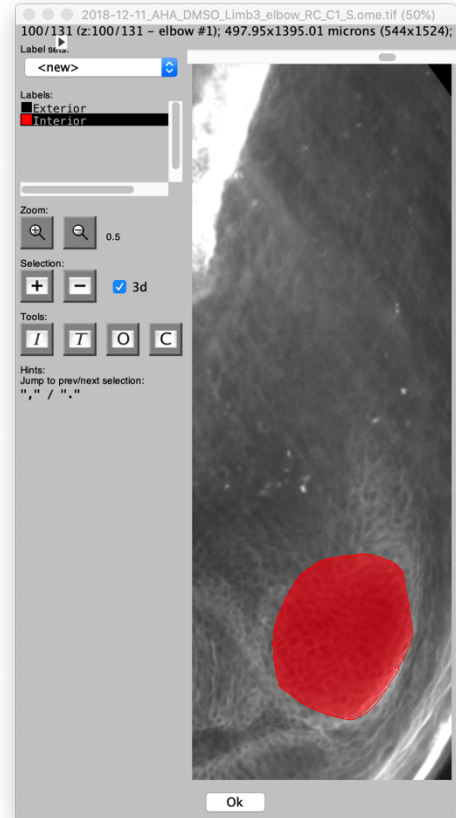 2018-12-11_AHA_DMSO_Limb3_elbow_RC_C1_S.ome.tif (50%)
100/131 (z:100/131 - elbow #1); 497.95x1395.01 microns (544x1524);
Label sets:
<new>
Labels:
Exterior
Interior
Zoom:
0.5
Selection:
+ − 3d
Tools:
I T O C
Hints:
Jump to prev/next selection:
"," / "."
Ok